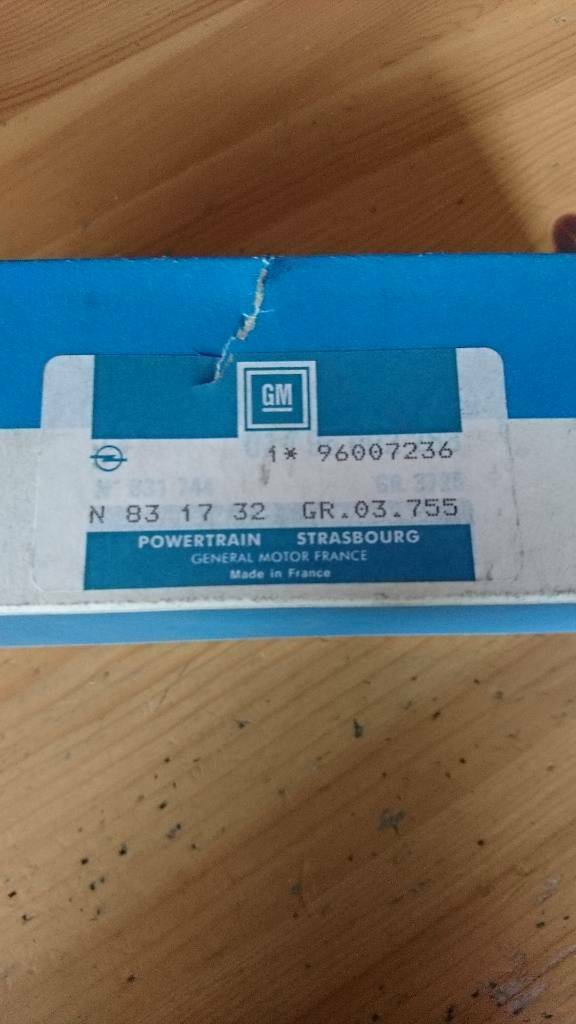 GM
1* 96007236
N 83 17 32 GR.03.755
POWERTRAIN STRASBOURG
GENERAL MOTOR FRANCE
Made in France